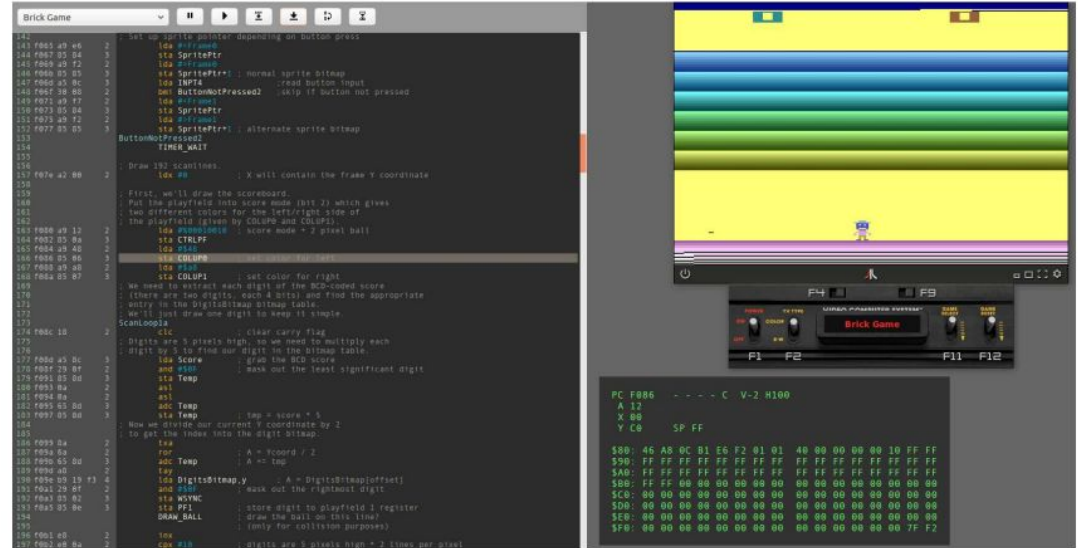 Brick Game
142 ; Set up sprite pointer depending on button press
143 f065 a9 e6 2 lda #<Frame0
144 f067 85 84 3 sta SpritePtr
145 f069 a9 f2 2 lda #>Frame0
146 f06b 85 85 3 sta SpritePtr+1 ; normal sprite bitmap
147 f06d a5 0c 3 lda INPT4 ;read button input
148 f06f 30 08 2 bmi ButtonNotPressed2 ;skip if button not pressed
149 f071 a9 f7 2 lda #<Frame1
150 f073 85 84 3 sta SpritePtr
151 f075 a9 f2 2 lda #>Frame1
152 f077 85 85 3 sta SpritePtr+1 ; alternate sprite bitmap
153 ButtonNotPressed2
154 TIMER_WAIT
155
156 ; Draw 192 scanlines.
157 f07e a2 00 2 ldx #0 ; X will contain the frame Y coordinate
158
159 ; First, we'll draw the scoreboard.
160 ; Put the playfield into score mode (bit 2) which gives
161 ; two different colors for the left/right side of
162 ; the playfield (given by COLUP0 and COLUP1).
163 f080 a9 12 2 lda #%00010010 ; score mode + 2 pixel ball
164 f082 85 0a 3 sta CTRLPF
165 f084 a9 48 2 lda #$48
166 f086 85 06 3 sta COLUP0 ; set color for left
167 f088 a9 a8 2 lda #$a8
168 f08a 85 07 3 sta COLUP1 ; set color for right
169 ; We need to extract each digit of the BCD-coded score
170 ; (there are two digits, each 4 bits) and find the appropriate
171 ; entry in the DigitsBitmap bitmap table.
172 ; We'll just draw one digit to keep it simple.
173 ScanLoop1a
174 f08c 18 2 clc ; clear carry flag
175 ; Digits are 5 pixels high, so we need to multiply each
176 ; digit by 5 to find our digit in the bitmap table.
177 f08d a5 8c 3 lda Score ; grab the BCD score
178 f08f 29 0f 2 and #$0F ; mask out the least significant digit
179 f091 85 8d 3 sta Temp
180 f093 0a 2 asl
181 f094 0a 2 asl
182 f095 65 8d 3 adc Temp
183 f097 85 8d 3 sta Temp ; tmp = score * 5
184 ; Now we divide our current Y coordinate by 2
185 ; to get the index into the digit bitmap.
186 f099 8a 2 txa
187 f09a 6a 2 ror ; A = Ycoord / 2
188 f09b 65 8d 3 adc Temp ; A += tmp
189 f09d a8 2 tay
190 f09e b9 19 f3 4 lda DigitsBitmap,y ; A = DigitsBitmap[offset]
191 f0a1 29 0f 2 and #$0F ; mask out the rightmost digit
192 f0a3 85 02 3 sta WSYNC
193 f0a5 85 0e 3 sta PF1 ; store digit to playfield 1 register
194 DRAW_BALL ; draw the ball on this line?
195 ; (only for collision purposes)
196 f0b1 e8 2 inx
197 f0b2 e0 0a 2 cpx #10 ; digits are 5 pixels high * 2 lines per pixel
F4 F9
POWER TV TYPE VIDEO COMPUTER SYSTEM GAME SELECT GAME RESET
ON COLOR
Brick Game
OFF B·W
F1 F2 F11 F12
PC F086 - - - - C V-2 H100
A 12
X 00
Y C0 SP FF
$80: 46 A8 0C B1 E6 F2 01 01 40 00 00 00 00 10 FF FF
$90: FF FF FF FF FF FF FF FF FF FF FF FF FF FF FF FF
$A0: FF FF FF FF FF FF FF FF FF FF FF FF FF FF FF FF
$B0: FF FF 00 00 00 00 00 00 00 00 00 00 00 00 00 00
$C0: 00 00 00 00 00 00 00 00 00 00 00 00 00 00 00 00
$D0: 00 00 00 00 00 00 00 00 00 00 00 00 00 00 00 00
$E0: 00 00 00 00 00 00 00 00 00 00 00 00 00 00 00 00
$F0: 00 00 00 00 00 00 00 00 00 00 00 00 00 00 7F F2